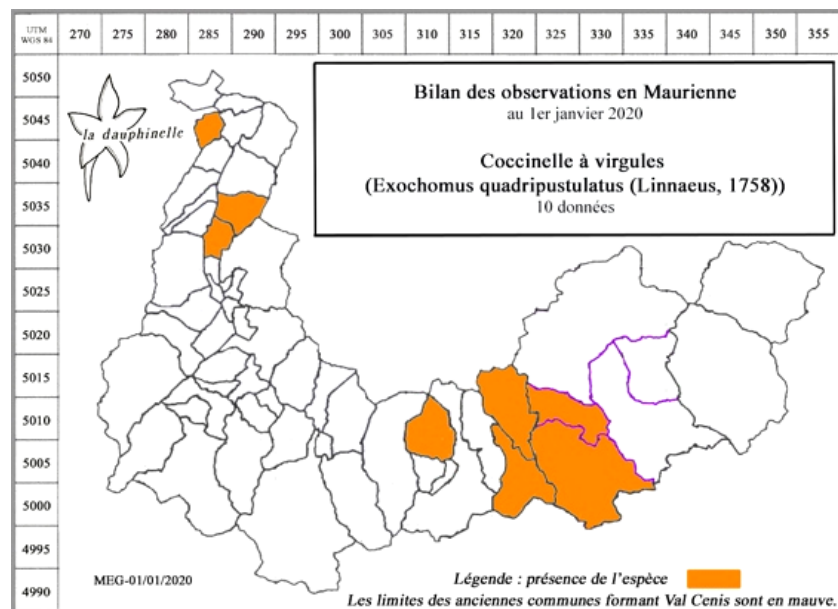 UTM
WGS 84
270 275 280 285 290 295 300 305 310 315 320 325 330 335 340 345 350 355
5050
5045
5040
5035
5030
5025
5020
5015
5010
5005
5000
4995
4990
la dauphinelle
Bilan des observations en Maurienne
au 1er janvier 2020
Coccinelle à virgules
(Exochomus quadripustulatus (Linnaeus, 1758))
10 données
MEG-01/01/2020
Légende : présence de l'espèce
Les limites des anciennes communes formant Val Cenis sont en mauve.